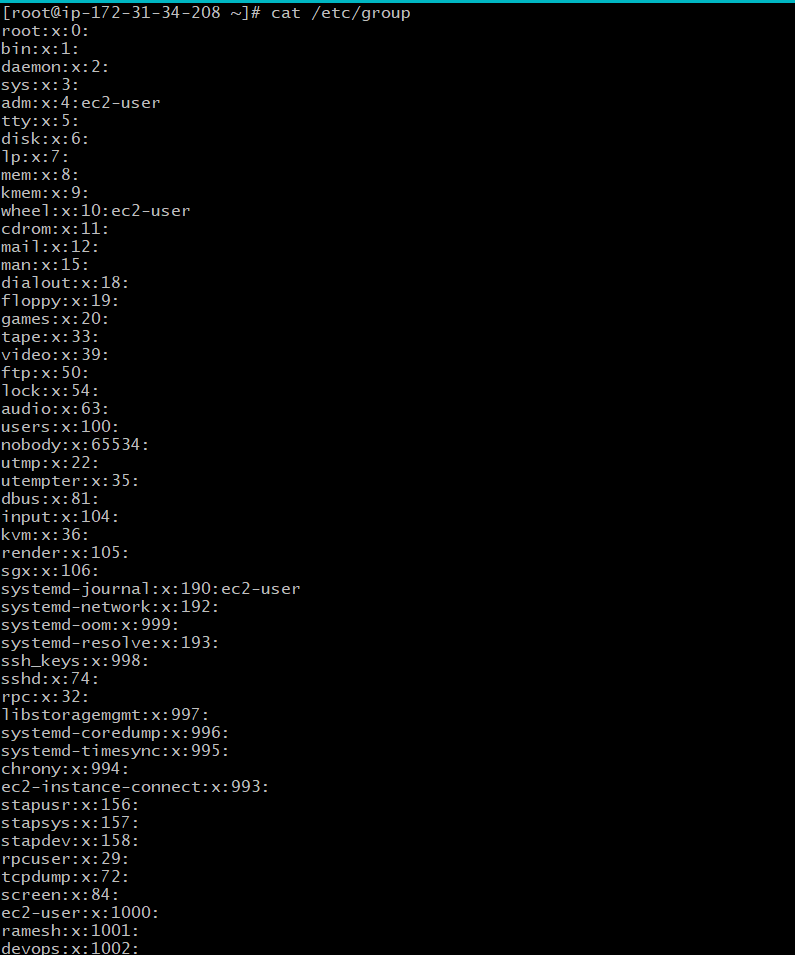 [root@ip-172-31-34-208 ~]# cat /etc/group
root:x:0:
bin:x:1:
daemon:x:2:
sys:x:3:
adm:x:4:ec2-user
tty:x:5:
disk:x:6:
lp:x:7:
mem:x:8:
kmem:x:9:
wheel:x:10:ec2-user
cdrom:x:11:
mail:x:12:
man:x:15:
dialout:x:18:
floppy:x:19:
games:x:20:
tape:x:33:
video:x:39:
ftp:x:50:
lock:x:54:
audio:x:63:
users:x:100:
nobody:x:65534:
utmp:x:22:
utempter:x:35:
dbus:x:81:
input:x:104:
kvm:x:36:
render:x:105:
sgx:x:106:
systemd-journal:x:190:ec2-user
systemd-network:x:192:
systemd-oom:x:999:
systemd-resolve:x:193:
ssh_keys:x:998:
sshd:x:74:
rpc:x:32:
libstoragemgmt:x:997:
systemd-coredump:x:996:
systemd-timesync:x:995:
chrony:x:994:
ec2-instance-connect:x:993:
stapusr:x:156:
stapsys:x:157:
stapdev:x:158:
rpcuser:x:29:
tcpdump:x:72:
screen:x:84:
ec2-user:x:1000:
ramesh:x:1001:
devops:x:1002: